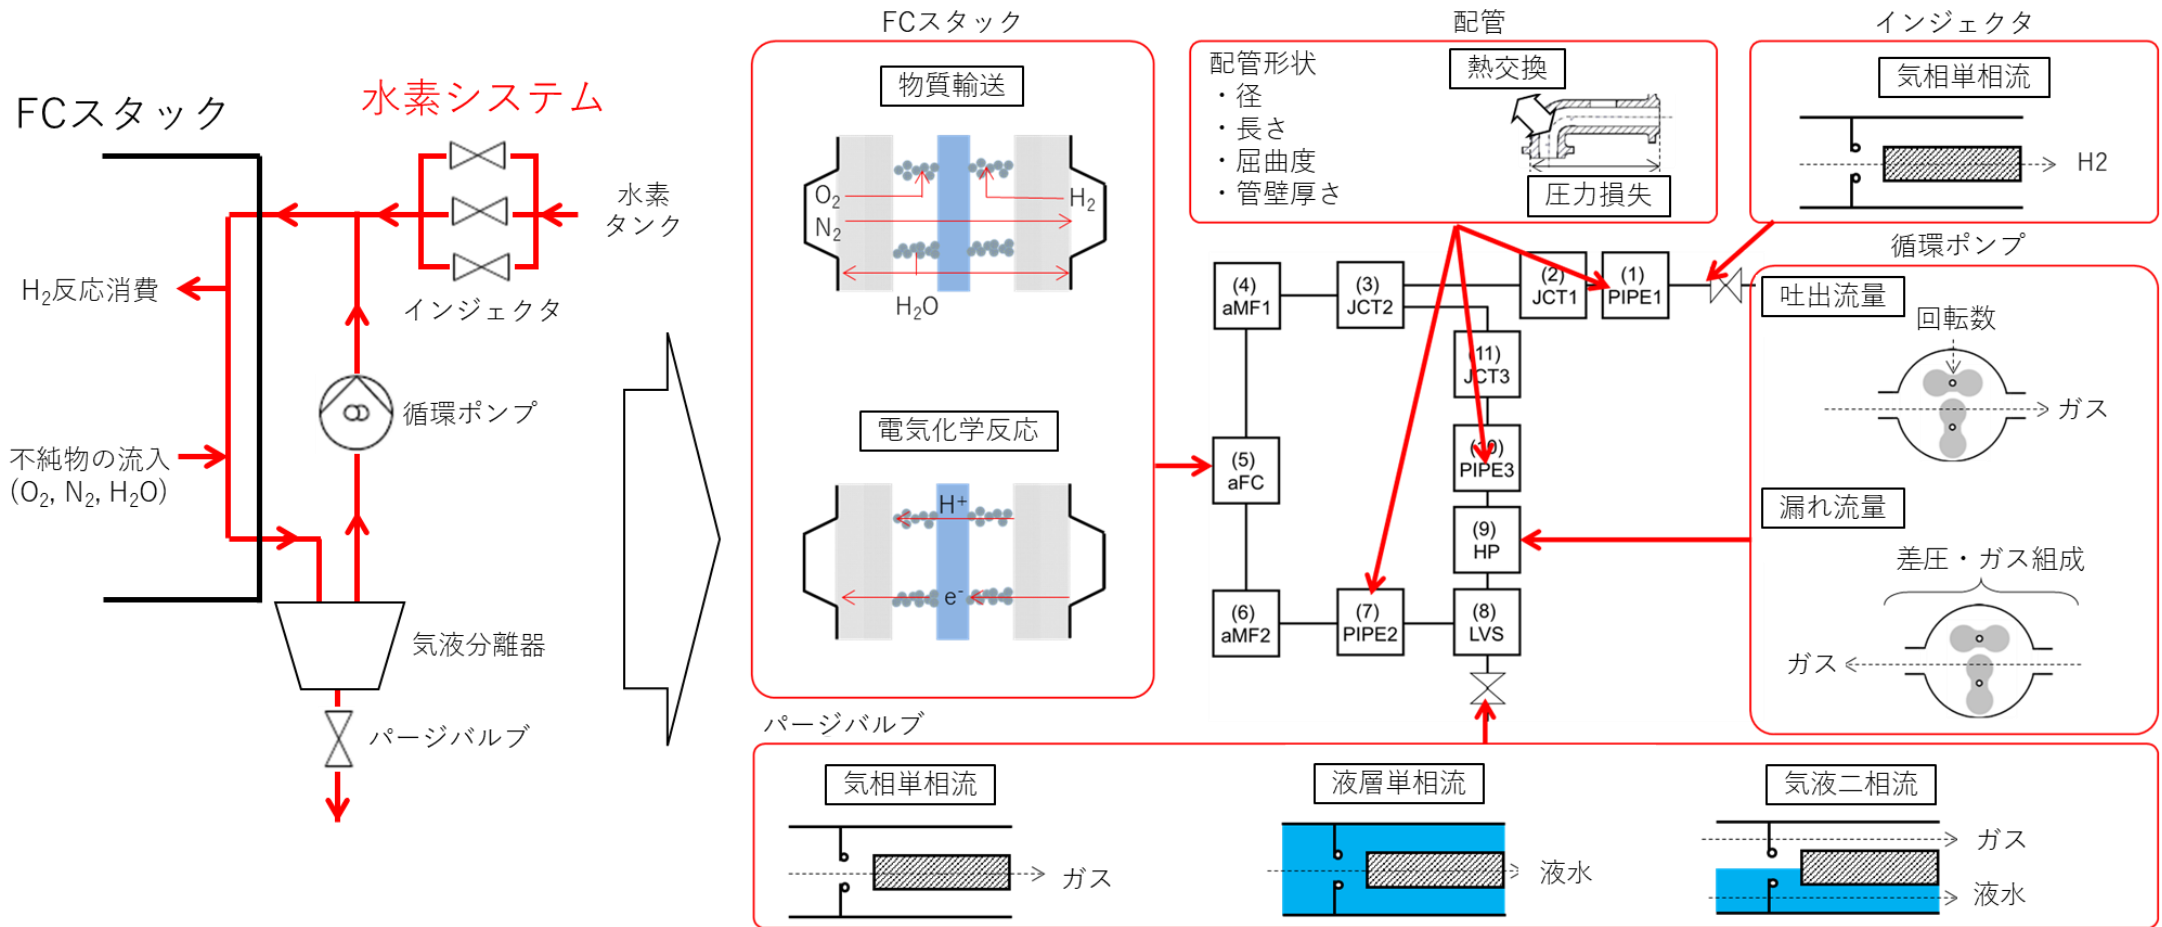 FCスタック
水素システム
水素
タンク
インジェクタ
H₂反応消費
循環ポンプ
不純物の流入
(O₂, N₂, H₂O)
気液分離器
パージバルブ
FCスタック
物質輸送
O₂
N₂
H₂
H₂O
電気化学反応
H⁺
e⁻
配管
配管形状
・径
・長さ
・屈曲度
・管壁厚さ
熱交換
圧力損失
インジェクタ
気相単相流
H2
(4)
aMF1
(3)
JCT2
(2)
JCT1
(1)
PIPE1
(11)
JCT3
(5)
aFC
(10)
PIPE3
(9)
HP
(6)
aMF2
(7)
PIPE2
(8)
LVS
循環ポンプ
吐出流量
回転数
ガス
漏れ流量
差圧・ガス組成
ガス
パージバルブ
気相単相流
ガス
液層単相流
液水
気液二相流
ガス
液水